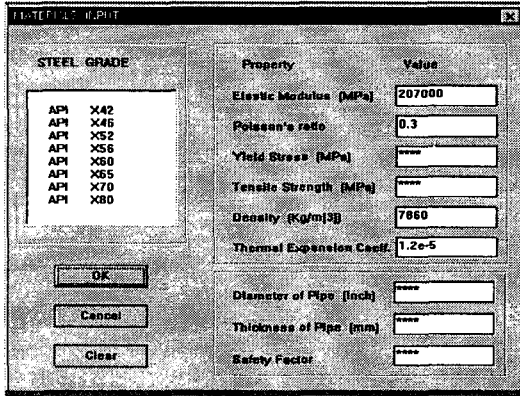 MATERIALS INPUT
STEEL GRADE
API X42
API X46
API X52
API X56
API X60
API X65
API X70
API X80
OK
Cancel
Clear
Property Value
Elastic Modulus (MPa) 207000
Poisson's ratio 0.3
Yield Stress (MPa) ****
Tensile Strength (MPa) ****
Density (Kg/m[3]) 7860
Thermal Expansion Coeff. 1.2e-5
Diameter of Pipe (inch) ****
Thickness of Pipe (mm) ****
Safety Factor ****